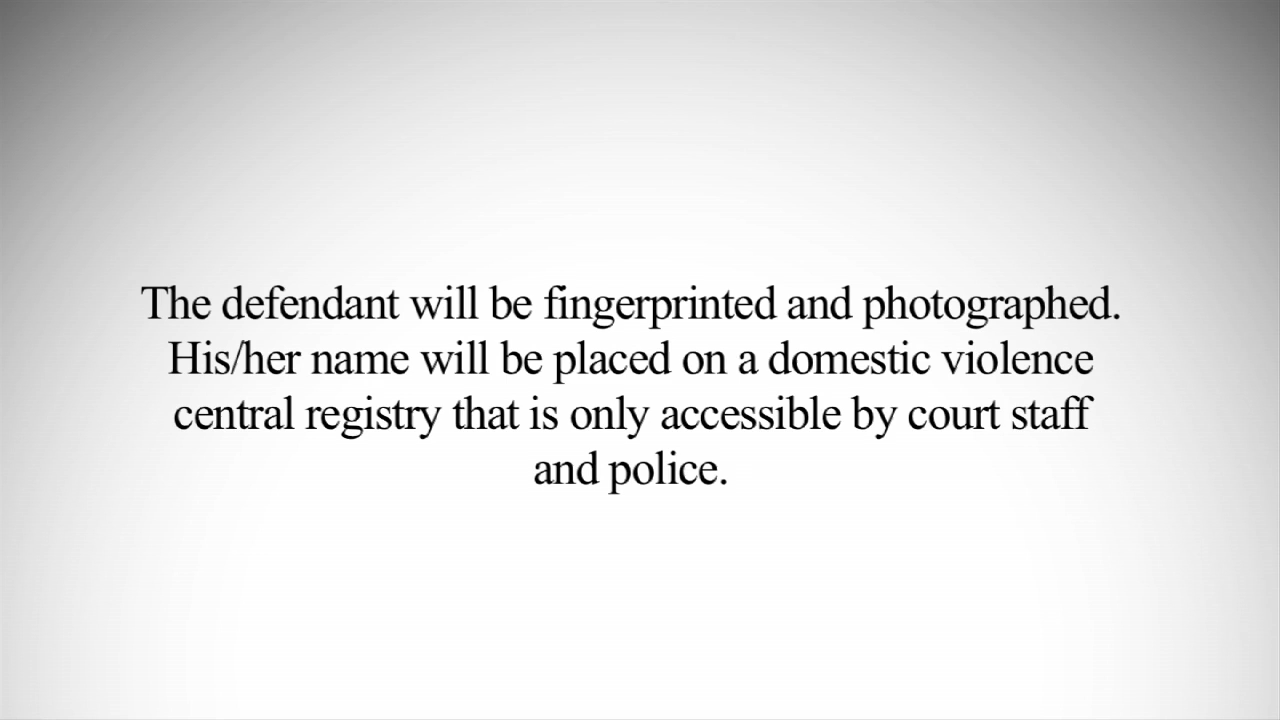 The defendant will be fingerprinted and photographed.
His/her name will be placed on a domestic violence
central registry that is only accessible by court staff
and police.